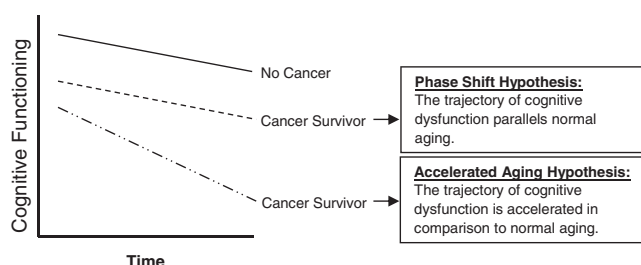 Cognitive Functioning
No Cancer
Cancer Survivor
Cancer Survivor
Time
Phase Shift Hypothesis:
The trajectory of cognitive
dysfunction parallels normal
aging.
Accelerated Aging Hypothesis:
The trajectory of cognitive
dysfunction is accelerated in
comparison to normal aging.